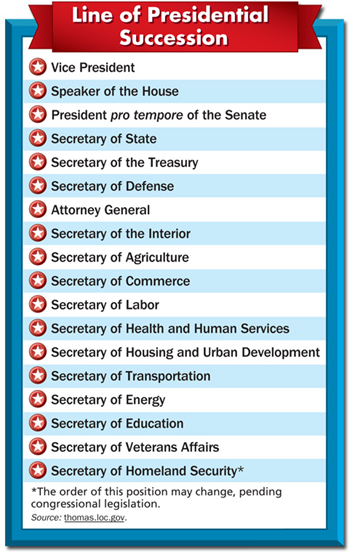 Line of Presidential
Succession
Vice President
Speaker of the House
President pro tempore of the Senate
Secretary of State
Secretary of the Treasury
Secretary of Defense
Attorney General
Secretary of the Interior
Secretary of Agriculture
Secretary of Commerce
Secretary of Labor
Secretary of Health and Human Services
Secretary of Housing and Urban Development
Secretary of Transportation
Secretary of Energy
Secretary of Education
Secretary of Veterans Affairs
Secretary of Homeland Security*
*The order of this position may change, pending
congressional legislation.
Source: thomas.loc.gov.